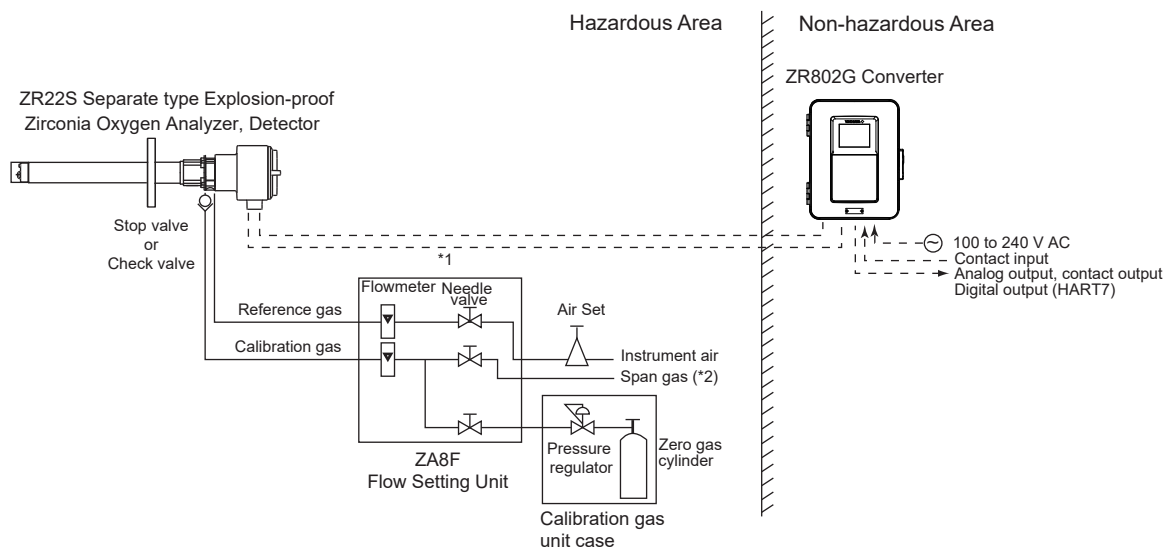 Hazardous Area
Non-hazardous Area
ZR802G Converter
ZR22S Separate type Explosion-proof
Zirconia Oxygen Analyzer, Detector
Stop valve
or
Check valve
100 to 240 V AC
Contact input
Analog output, contact output
Digital output (HART7)
*1
Flowmeter
Needle
valve
Reference gas
Air Set
Calibration gas
Instrument air
Span gas (*2)
Pressure
regulator
Zero gas
cylinder
ZA8F
Flow Setting Unit
Calibration gas
unit case